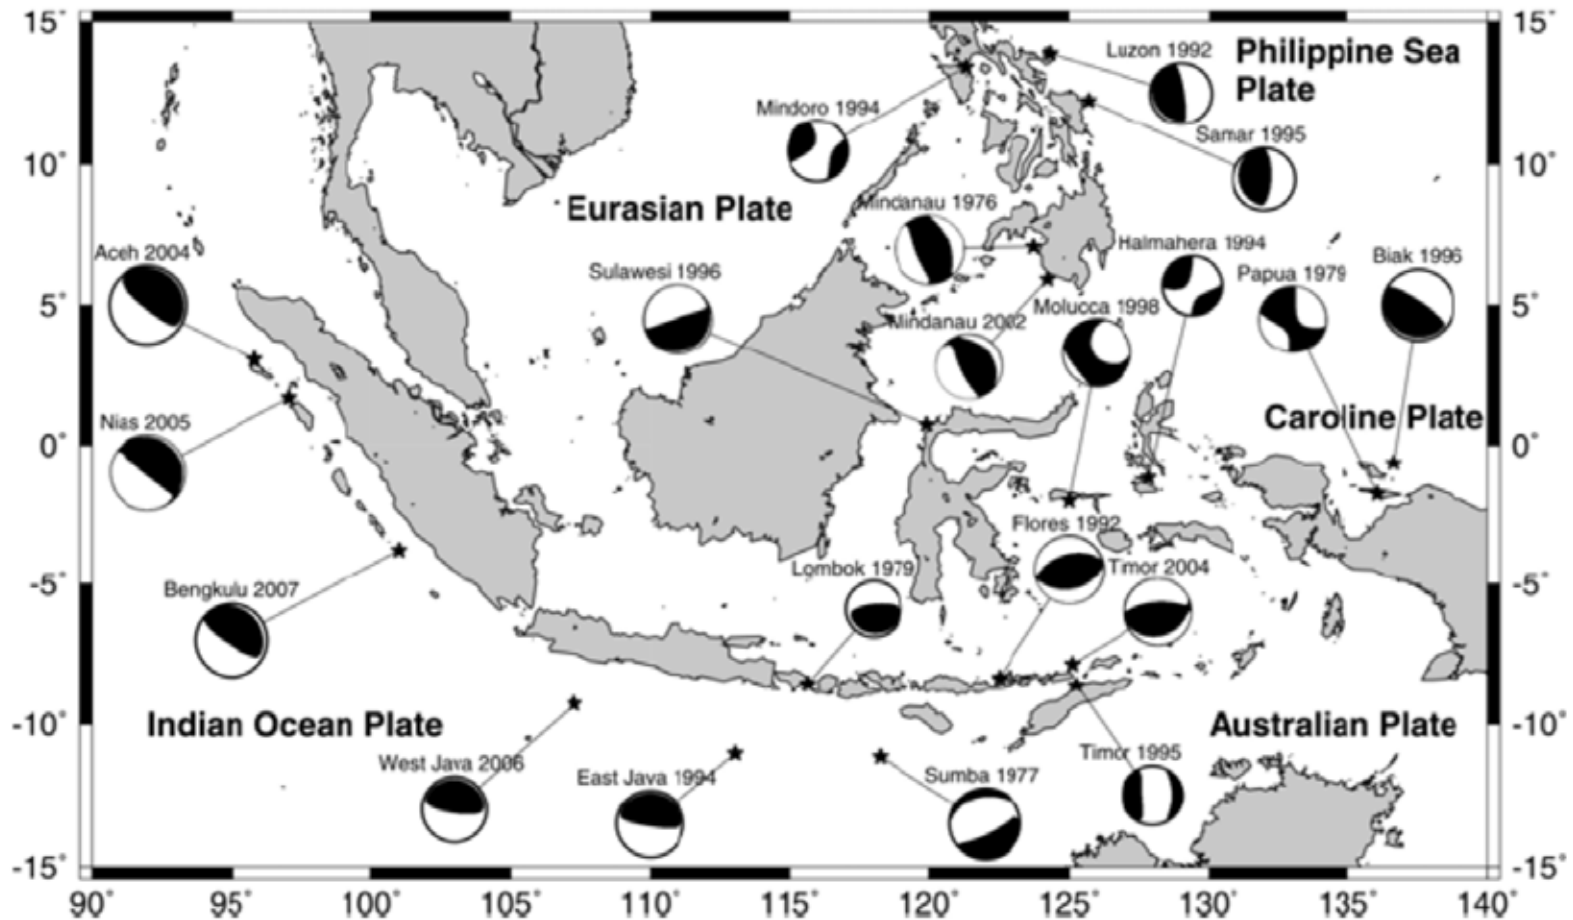 15°
15°
Luzon 1992
Philippine Sea
Plate
Mindoro 1994
Samar 1995
10°
10°
Eurasian Plate
Mindanau 1976
Aceh 2004
Halmahera 1994
Biak 1996
Sulawesi 1996
Papua 1979
5°
5°
Molucca 1998
Mindanau 2002
Nias 2005
Caroline Plate
0°
0°
Flores 1992
Lombok 1979
Timor 2004
-5°
-5°
Bengkulu 2007
Indian Ocean Plate
Australian Plate
-10°
-10°
Timor 1995
West Java 2006
East Java 1994
Sumba 1977
-15°
-15°
90° 95° 100° 105° 110° 115° 120° 125° 130° 135° 140°